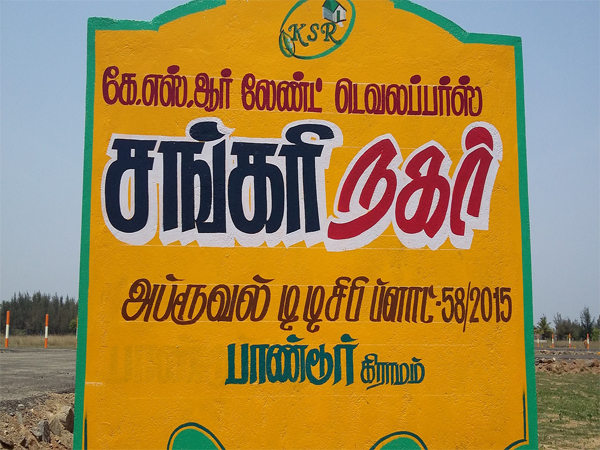 KSR
கே.எஸ்.ஆர் லேண்ட் டெவலப்பர்ஸ்
சங்கரி நகர்
அப்ரூவல் டி டிசிபி ப்ளாட்-58/2015
பாண்டூர் கிராமம்